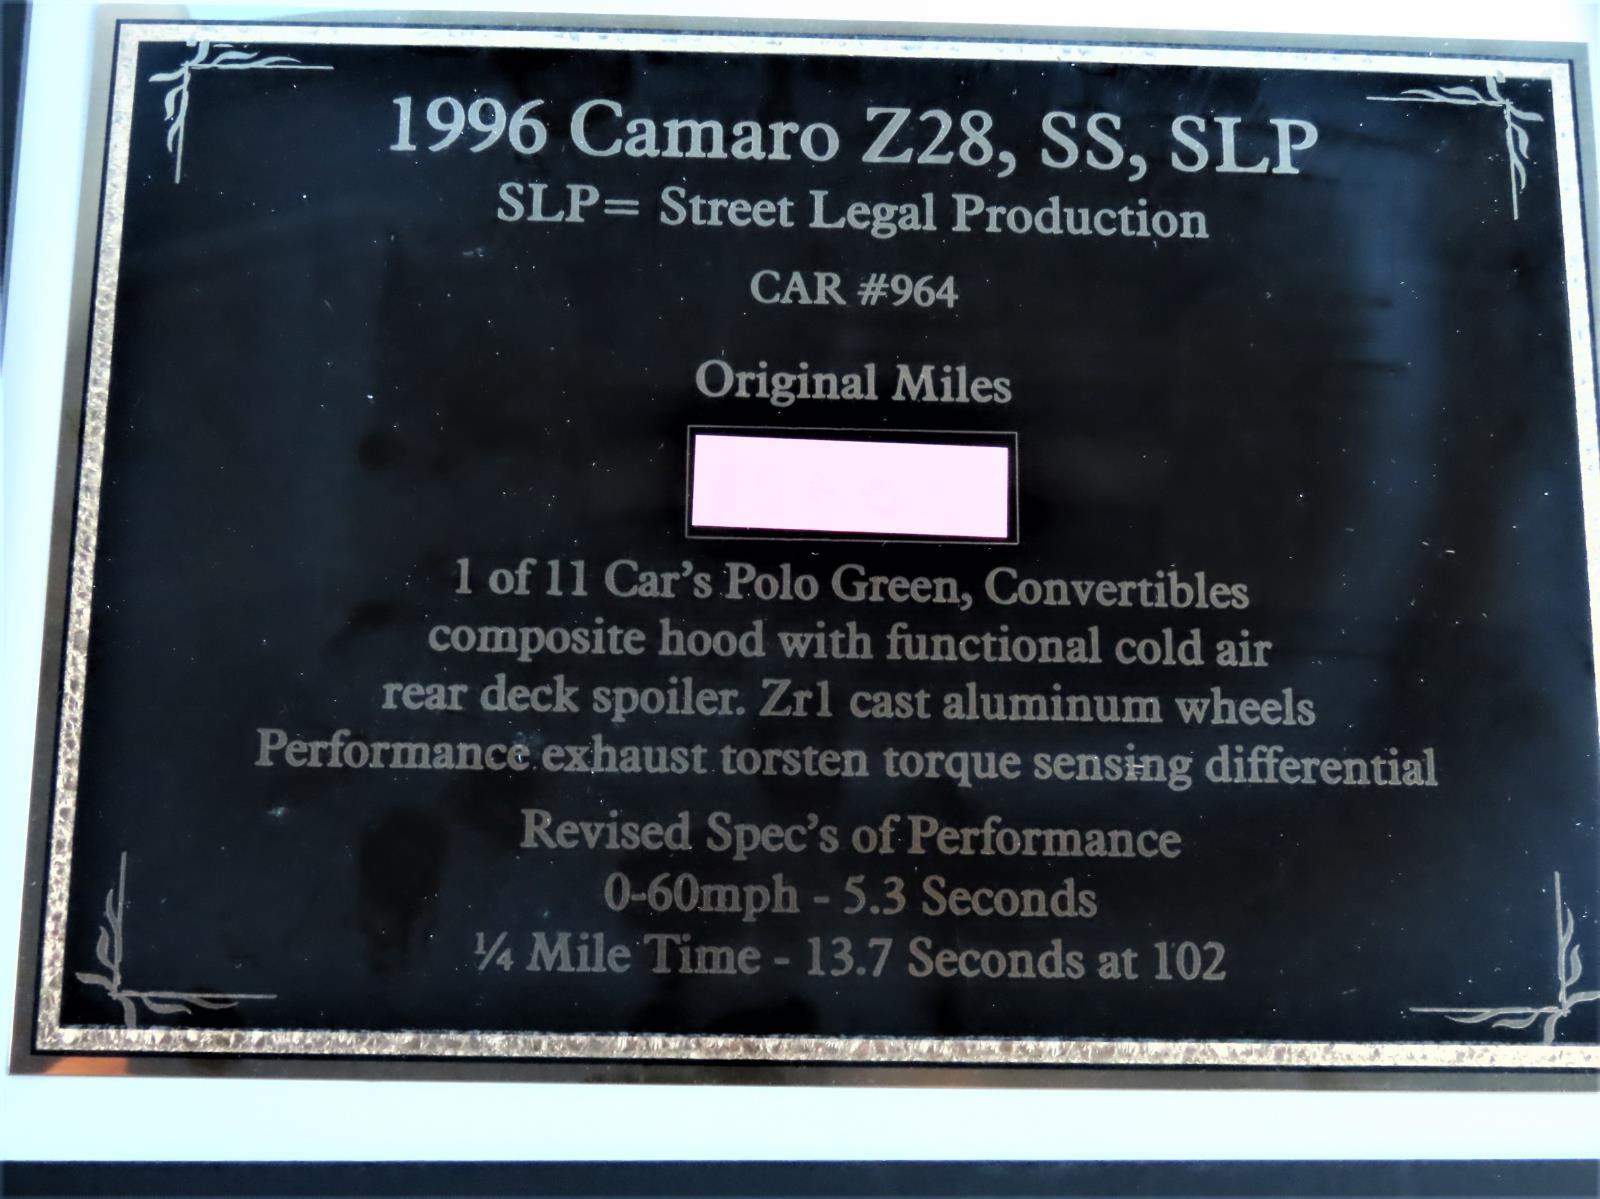 1996 Camaro Z28, SS, SLP
SLP= Street Legal Production
CAR #964
Original Miles
1 of 11 Car's Polo Green, Convertibles
composite hood with functional cold air
rear deck spoiler. Zr1 cast aluminum wheels
Performance exhaust torsten torque sensing differential
Revised Spec's of Performance
0-60mph - 5.3 Seconds
¼ Mile Time - 13.7 Seconds at 102